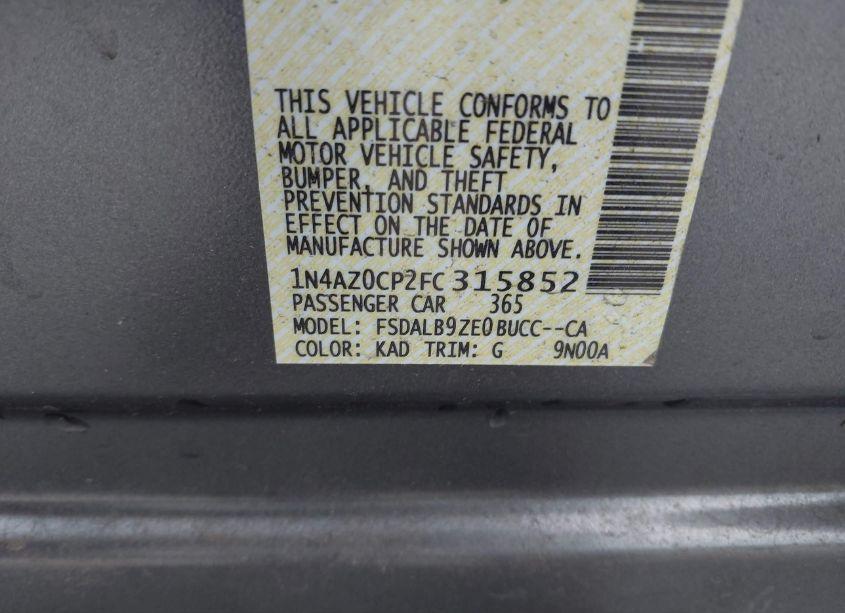 THIS VEHICLE CONFORMS TO
ALL APPLICABLE FEDERAL
MOTOR VEHICLE SAFETY,
BUMPER, AND THEFT
PREVENTION STANDARDS IN
EFFECT ON THE DATE OF
MANUFACTURE SHOWN ABOVE.
1N4AZ0CP2FC315852
PASSENGER CAR 365
MODEL: FSDALB9ZE0BUCC--CA
COLOR: KAD TRIM: G 9N00A